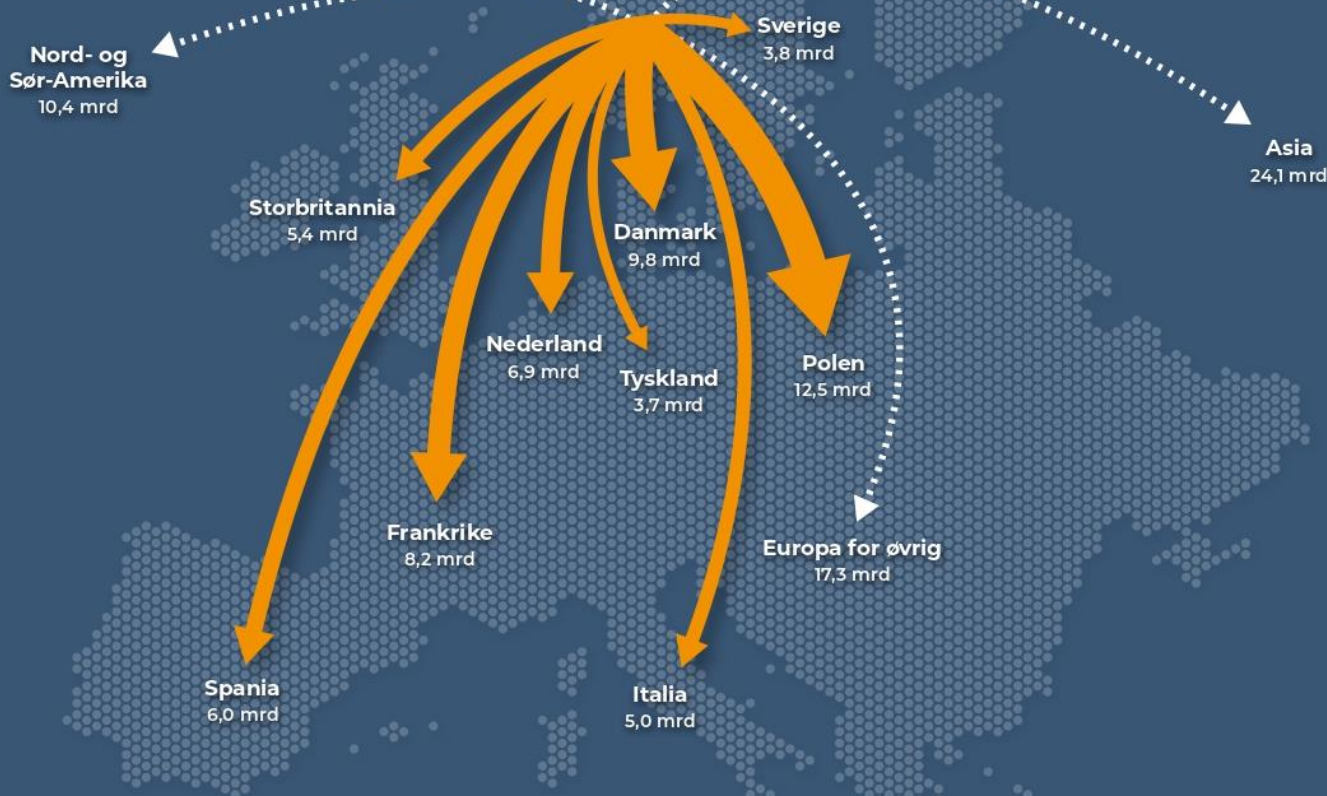 Sverige
3,8 mrd
Nord- og
Sør-Amerika
10,4 mrd
Asia
24,1 mrd
Storbritannia
5,4 mrd
Danmark
9,8 mrd
Nederland
6,9 mrd
Tyskland
3,7 mrd
Polen
12,5 mrd
Frankrike
8,2 mrd
Europa for øvrig
17,3 mrd
Spania
6,0 mrd
Italia
5,0 mrd